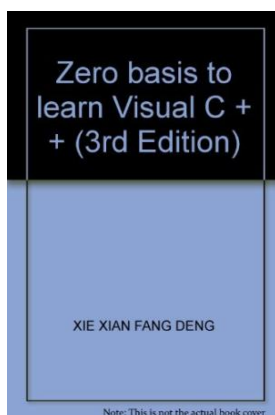 Zero basis to
learn Visual C +
+ (3rd Edition)
XIE XIAN FANG DENG
Note: This is not the actual book cover